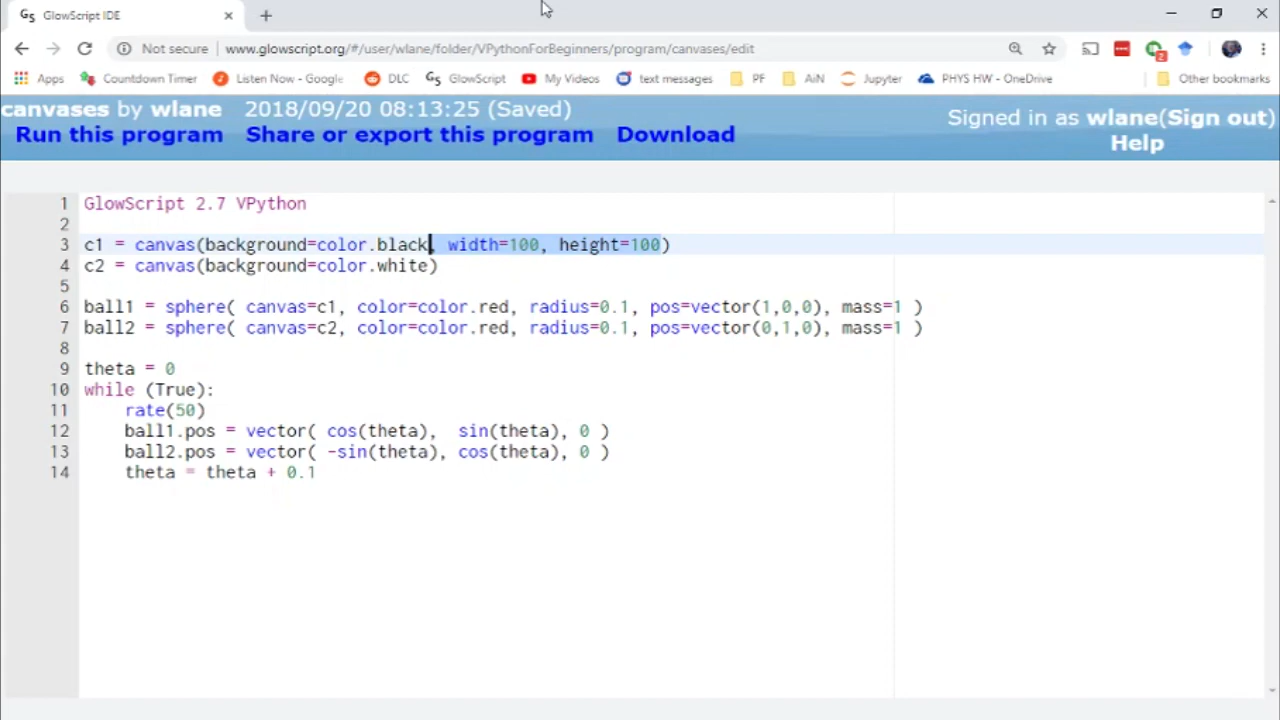 GS GlowScript IDE
Not secure www.glowscript.org/#/user/wlane/folder/VPythonForBeginners/program/canvases/edit
2
Apps Countdown Timer Listen Now - Google DLC GS GlowScript My Videos text messages PF AiN Jupyter PHYS HW - OneDrive Other bookmarks
canvases by wlane 2018/09/20 08:13:25 (Saved)
Signed in as wlane(Sign out)
Run this program Share or export this program Download
Help
1 GlowScript 2.7 VPython
2
3 c1 = canvas(background=color.black, width=100, height=100)
4 c2 = canvas(background=color.white)
5
6 ball1 = sphere( canvas=c1, color=color.red, radius=0.1, pos=vector(1,0,0), mass=1 )
7 ball2 = sphere( canvas=c2, color=color.red, radius=0.1, pos=vector(0,1,0), mass=1 )
8
9 theta = 0
10 while (True):
11 rate(50)
12 ball1.pos = vector( cos(theta), sin(theta), 0 )
13 ball2.pos = vector( -sin(theta), cos(theta), 0 )
14 theta = theta + 0.1